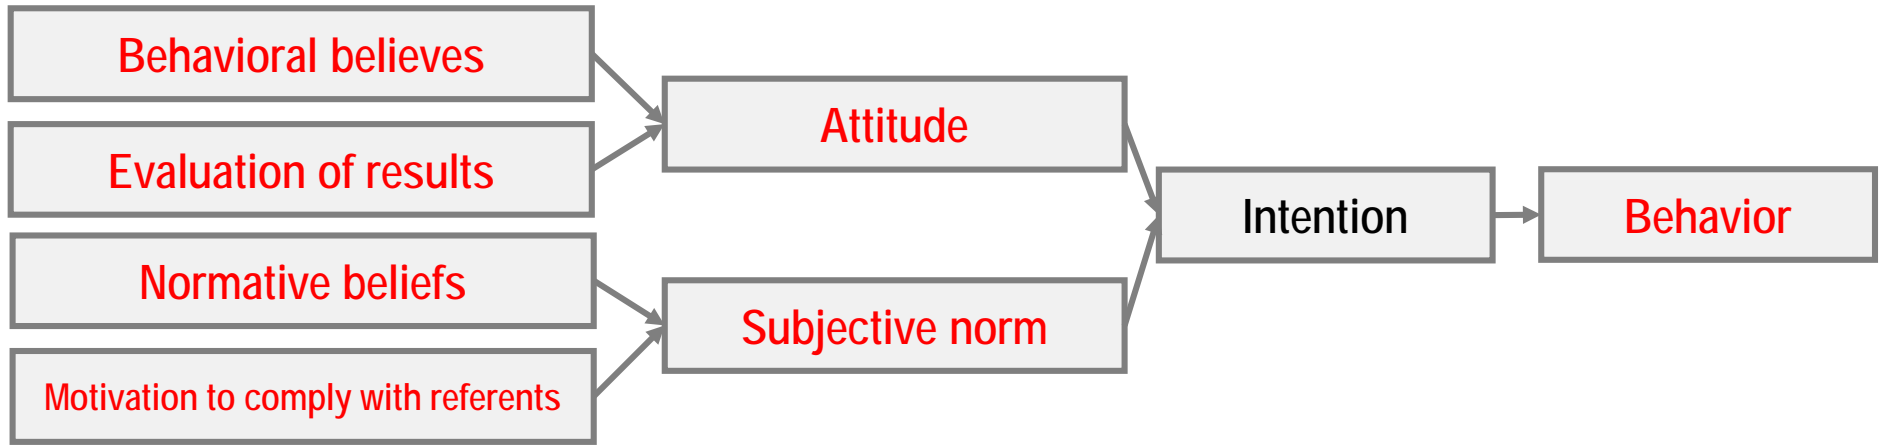 Behavioral believes
Evaluation of results
Normative beliefs
Motivation to comply with referents
Attitude
Subjective norm
Intention
Behavior